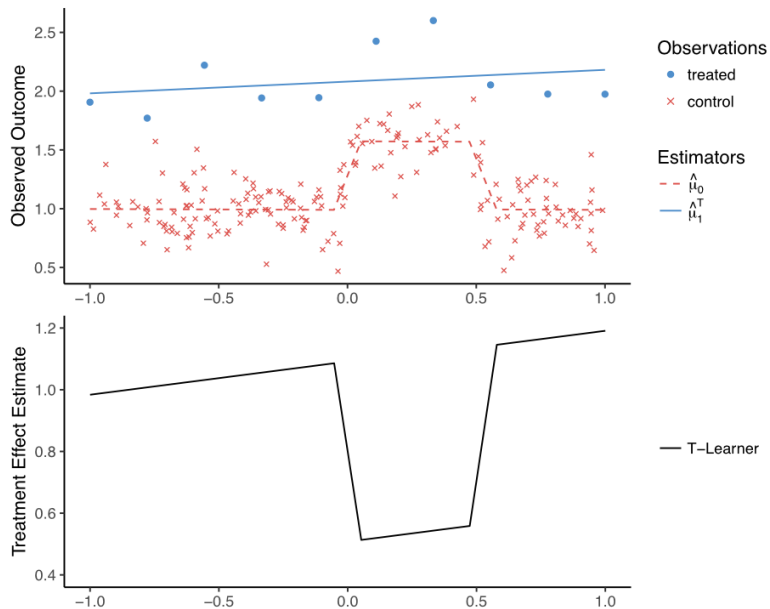 Observed Outcome
2.5
2.0
1.5
1.0
0.5
−1.0 −0.5 0.0 0.5 1.0
Observations
treated
control
Estimators
μ̂₀
μ̂₁ᵀ
Treatment Effect Estimate
1.2
1.0
0.8
0.6
0.4
−1.0 −0.5 0.0 0.5 1.0
T−Learner